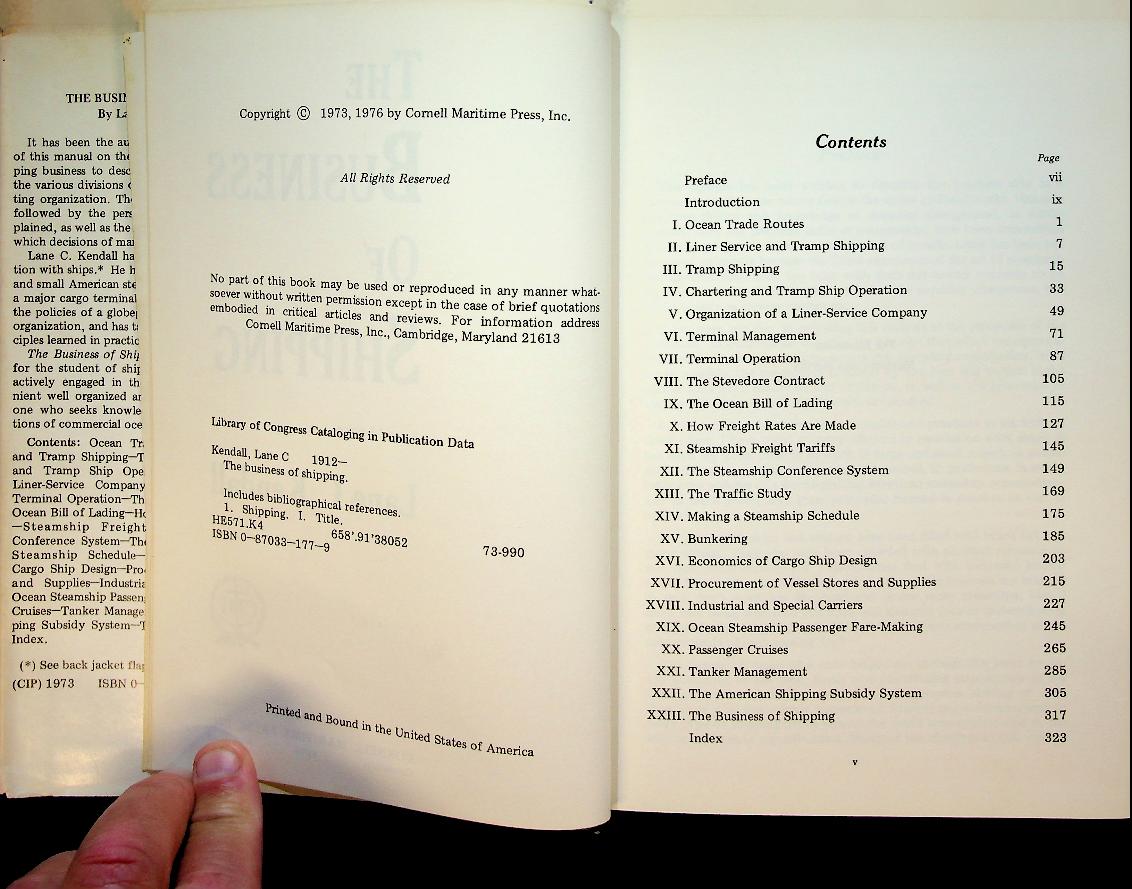 THE BUSI
By L
It has been the au
of this manual on the
ping business to desc
the various divisions
ting organization. Th
followed by the pers
plained, as well as the
which decisions of mai
Lane C. Kendall ha
tion with ships.* He h
and small American ste
a major cargo terminal
the policies of a globe
organization, and has t
ciples learned in practic
The Business of Ship
for the student of ship
actively engaged in th
nient well organized ar
one who seeks knowle
tions of commercial oce
Contents: Ocean Tr
and Tramp Shipping—T
and Tramp Ship Ope
Liner-Service Company
Terminal Operation—Th
Ocean Bill of Lading—Ho
—Steamship Freight
Conference System—The
Steamship Schedule—
Cargo Ship Design—Pro
and Supplies—Industria
Ocean Steamship Passen
Cruises—Tanker Manage
ping Subsidy System—T
Index.
(*) See back jacket flap
(CIP) 1973 ISBN 0-
Copyright © 1973, 1976 by Cornell Maritime Press, Inc.
All Rights Reserved
No part of this book may be used or reproduced in any manner what-
soever without written permission except in the case of brief quotations
embodied in critical articles and reviews. For information address
Cornell Maritime Press, Inc., Cambridge, Maryland 21613
Library of Congress Cataloging in Publication Data
Kendall, Lane C 1912—
The business of shipping.
Includes bibliographical references.
1. Shipping. I. Title.
HE571.K4 658'.91'38052
ISBN 0—87033—177—9 73-990
Printed and Bound in the United States of America
Contents
Page
Preface vii
Introduction ix
I. Ocean Trade Routes 1
II. Liner Service and Tramp Shipping 7
III. Tramp Shipping 15
IV. Chartering and Tramp Ship Operation 33
V. Organization of a Liner-Service Company 49
VI. Terminal Management 71
VII. Terminal Operation 87
VIII. The Stevedore Contract 105
IX. The Ocean Bill of Lading 115
X. How Freight Rates Are Made 127
XI. Steamship Freight Tariffs 145
XII. The Steamship Conference System 149
XIII. The Traffic Study 169
XIV. Making a Steamship Schedule 175
XV. Bunkering 185
XVI. Economics of Cargo Ship Design 203
XVII. Procurement of Vessel Stores and Supplies 215
XVIII. Industrial and Special Carriers 227
XIX. Ocean Steamship Passenger Fare-Making 245
XX. Passenger Cruises 265
XXI. Tanker Management 285
XXII. The American Shipping Subsidy System 305
XXIII. The Business of Shipping 317
Index 323
v